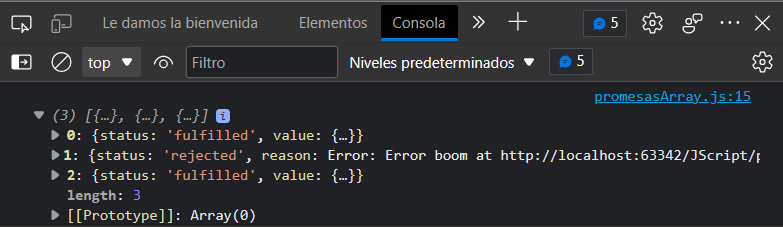 Le damos la bienvenida Elementos Consola 5
top Filtro Niveles predeterminados 5
promesasArray.js:15
(3) [{…}, {…}, {…}] i
0: {status: 'fulfilled', value: {…}}
1: {status: 'rejected', reason: Error: Error boom at http://localhost:63342/JScript/p
2: {status: 'fulfilled', value: {…}}
length: 3
[[Prototype]]: Array(0)